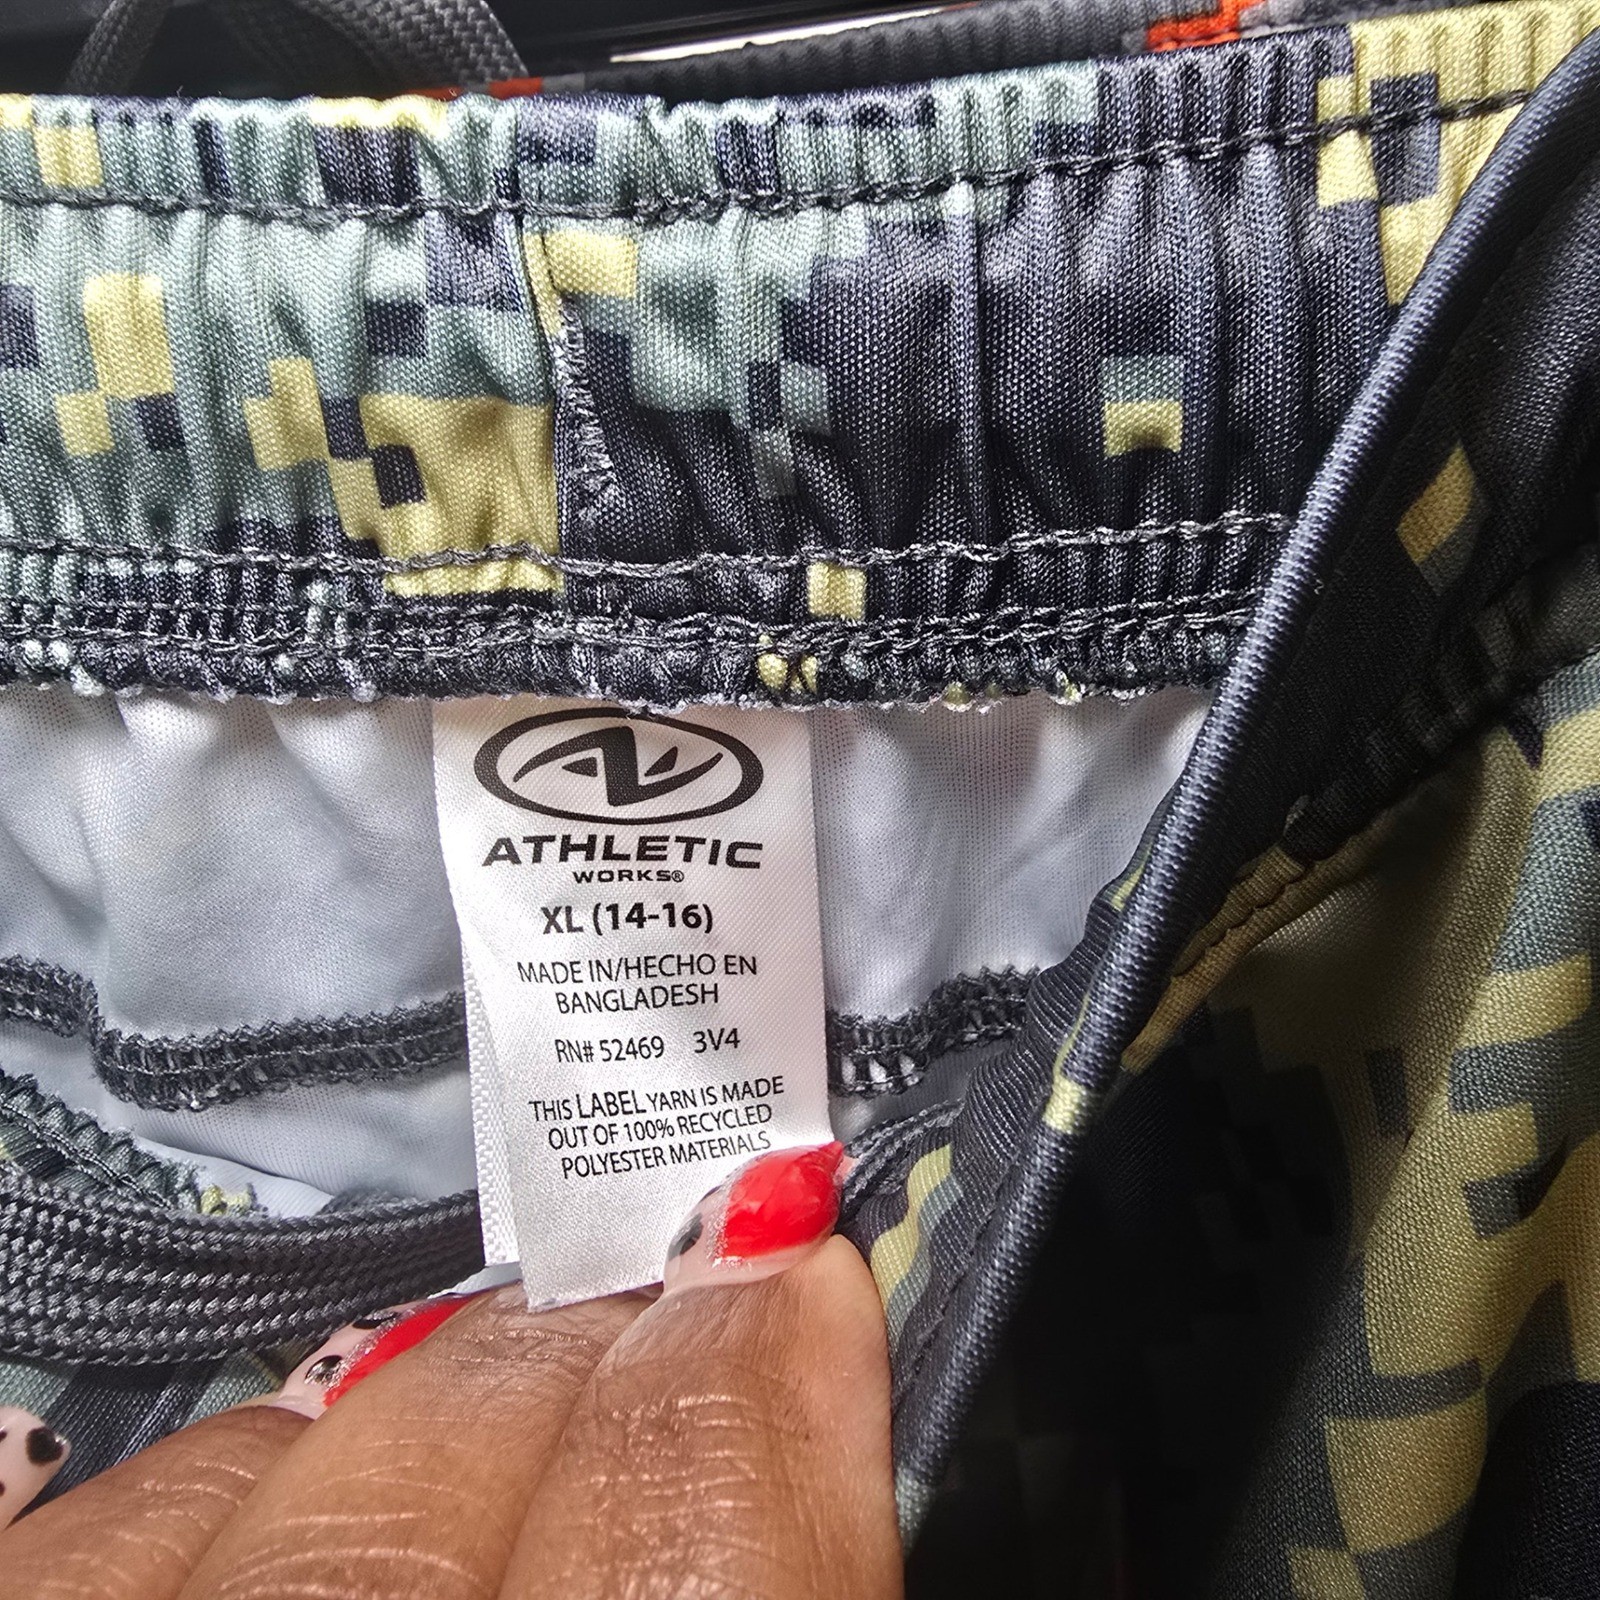 ATHLETIC
WORKS®
XL (14-16)
MADE IN/HECHO EN
BANGLADESH
RN# 52469 3V4
THIS LABEL YARN IS MADE
OUT OF 100% RECYCLED
POLYESTER MATERIALS